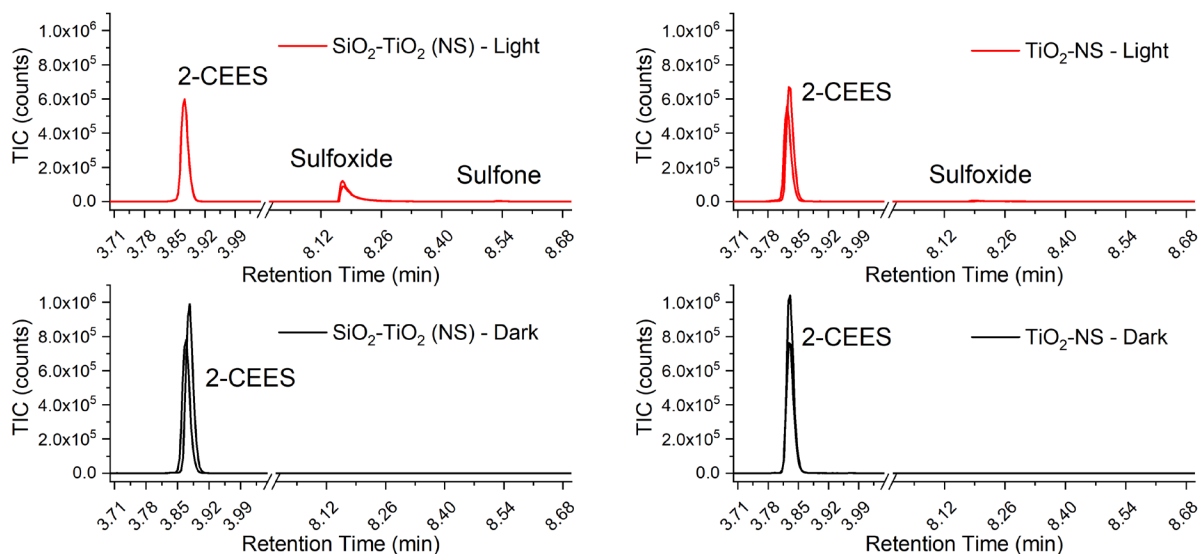 1.0x10⁶
8.0x10⁵
6.0x10⁵
4.0x10⁵
2.0x10⁵
0.0
TIC (counts)
SiO₂-TiO₂ (NS) - Light
2-CEES
Sulfoxide
Sulfone
3.71 3.78 3.85 3.92 3.99 8.12 8.26 8.40 8.54 8.68
Retention Time (min)
1.0x10⁶
8.0x10⁵
6.0x10⁵
4.0x10⁵
2.0x10⁵
0.0
TIC (counts)
TiO₂-NS - Light
2-CEES
Sulfoxide
3.71 3.78 3.85 3.92 3.99 8.12 8.26 8.40 8.54 8.68
Retention Time (min)
1.0x10⁶
8.0x10⁵
6.0x10⁵
4.0x10⁵
2.0x10⁵
0.0
TIC (counts)
SiO₂-TiO₂ (NS) - Dark
2-CEES
3.71 3.78 3.85 3.92 3.99 8.12 8.26 8.40 8.54 8.68
Retention Time (min)
1.0x10⁶
8.0x10⁵
6.0x10⁵
4.0x10⁵
2.0x10⁵
0.0
TIC (counts)
TiO₂-NS - Dark
2-CEES
3.71 3.78 3.85 3.92 3.99 8.12 8.26 8.40 8.54 8.68
Retention Time (min)